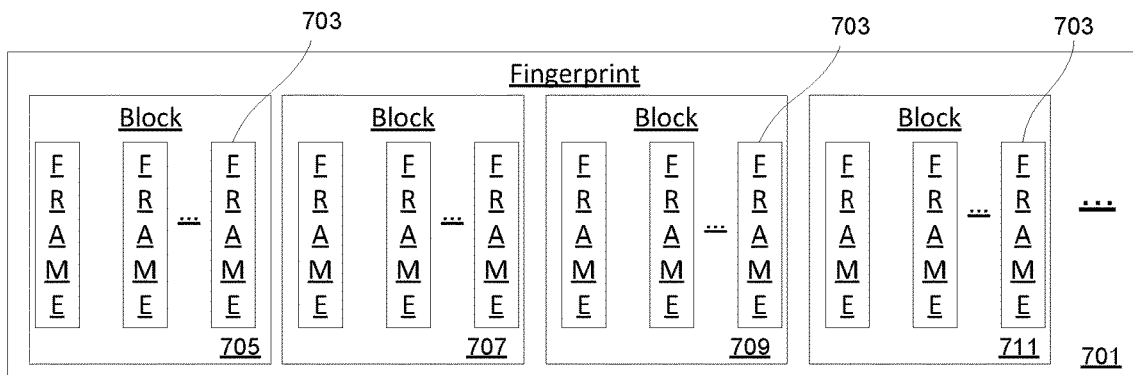 703
703
703
Fingerprint
Block Block Block Block
F F F F F F F F F F F F
R R R R R R R R R R R R
A A ... A A A ... A A A ... A A A ... A ...
M M M M M M M M M M M M
E E E E E E E E E E E E
705 707 709 711 701